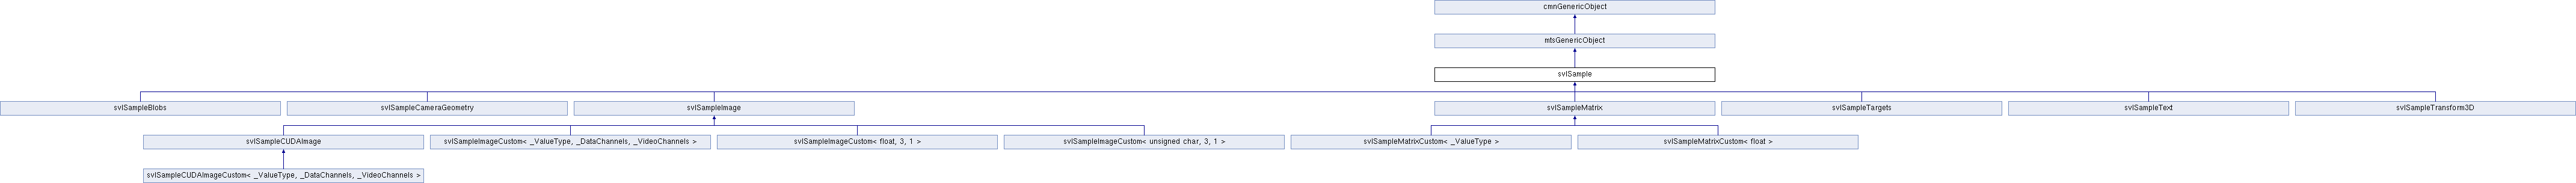 cmnGenericObject
mtsGenericObject
svlSample
svlSampleBlobs
svlSampleCameraGeometry
svlSampleImage
svlSampleMatrix
svlSampleTargets
svlSampleText
svlSampleTransform3D
svlSampleCUDAImage
svlSampleImageCustom< _ValueType, _DataChannels, _VideoChannels >
svlSampleImageCustom< float, 3, 1 >
svlSampleImageCustom< unsigned char, 3, 1 >
svlSampleMatrixCustom< _ValueType >
svlSampleMatrixCustom< float >
svlSampleCUDAImageCustom< _ValueType, _DataChannels, _VideoChannels >